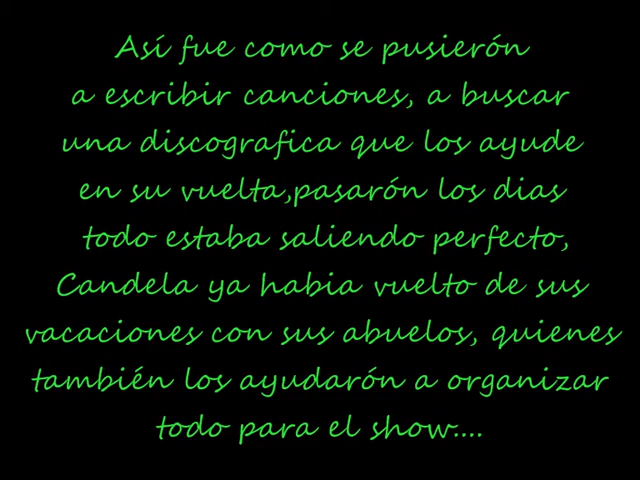 Así fue como se pusierón
a escribir canciones, a buscar
una discografica que los ayude
en su vuelta,pasarón los dias
todo estaba saliendo perfecto,
Candela ya habia vuelto de sus
vacaciones con sus abuelos, quienes
también los ayudarón a organizar
todo para el show....